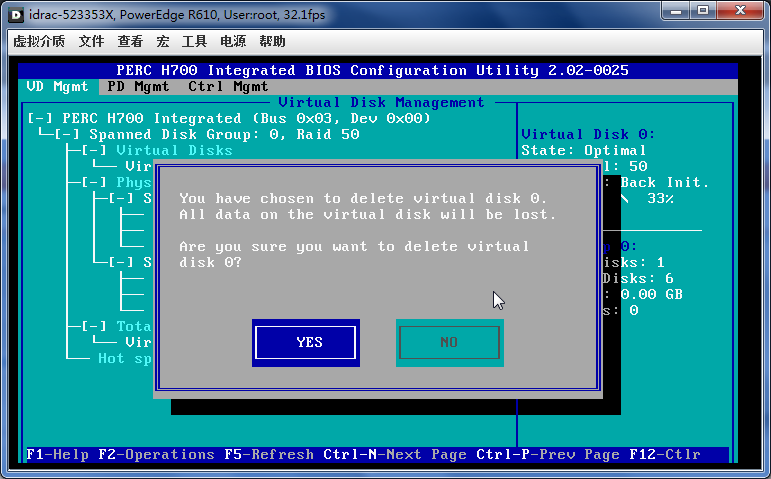 idrac-523353X, PowerEdge R610, User:root, 32.1fps
虚拟介质 文件 查看 宏 工具 电源 帮助
PERC H700 Integrated BIOS Configuration Utility 2.02-0025
VD Mgmt PD Mgmt Ctrl Mgmt
Virtual Disk Management
[-] PERC H700 Integrated (Bus 0x03, Dev 0x00)
[-] Spanned Disk Group: 0, Raid 50
[-] Virtual Disks
Vir
[-] Phys
[-] S
[-] S
[-] Tota
Vir
Hot sp
Virtual Disk 0:
State: Optimal
l: 50
: Back Init.
\ 33%
p 0:
isks: 1
Disks: 6
: 0.00 GB
s: 0
You have chosen to delete virtual disk 0.
All data on the virtual disk will be lost.
Are you sure you want to delete virtual
disk 0?
YES NO
F1-Help F2-Operations F5-Refresh Ctrl-N-Next Page Ctrl-P-Prev Page F12-Ctlr